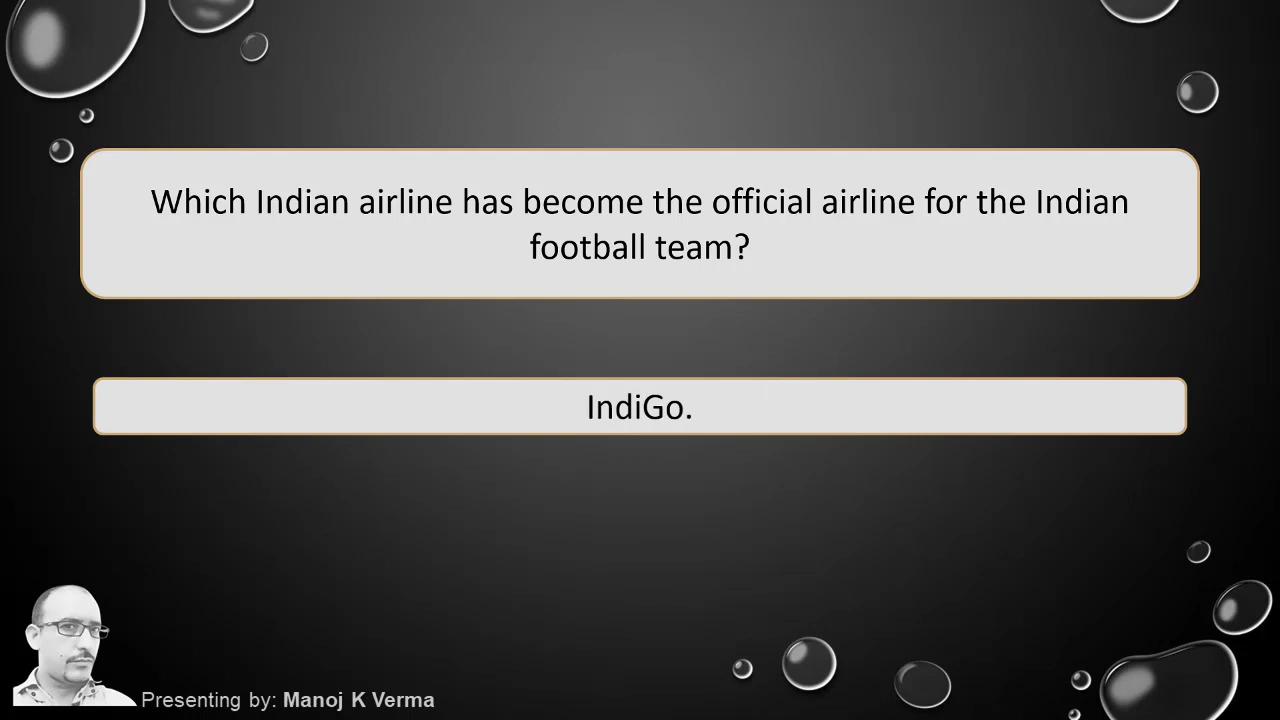 Which Indian airline has become the official airline for the Indian
football team?
IndiGo.
Presenting by: Manoj K Verma